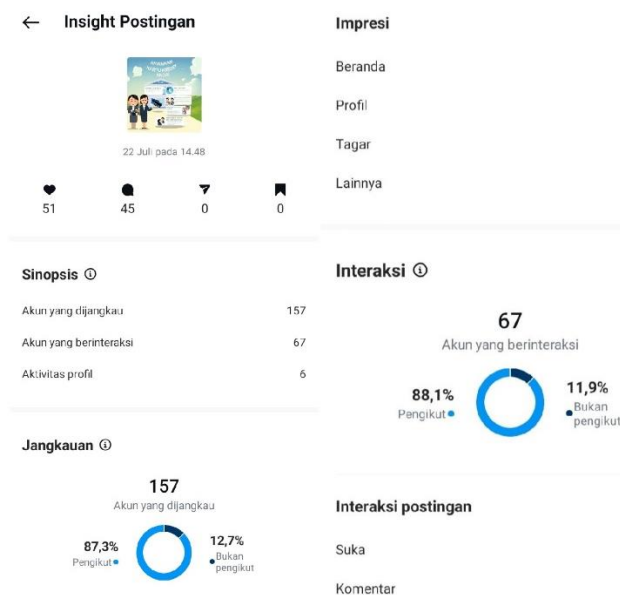 Insight Postingan
22 Juli pada 14.48
51
45
0
0
Sinopsis
Akun yang dijangkau 157
Akun yang berinteraksi 67
Aktivitas profil 6
Jangkauan
157
Akun yang dijangkau
87,3%
Pengikut
12,7%
Bukan
pengikut
Impresi
Beranda
Profil
Tagar
Lainnya
Interaksi
67
Akun yang berinteraksi
88,1%
Pengikut
11,9%
Bukan
pengikut
Interaksi postingan
Suka
Komentar